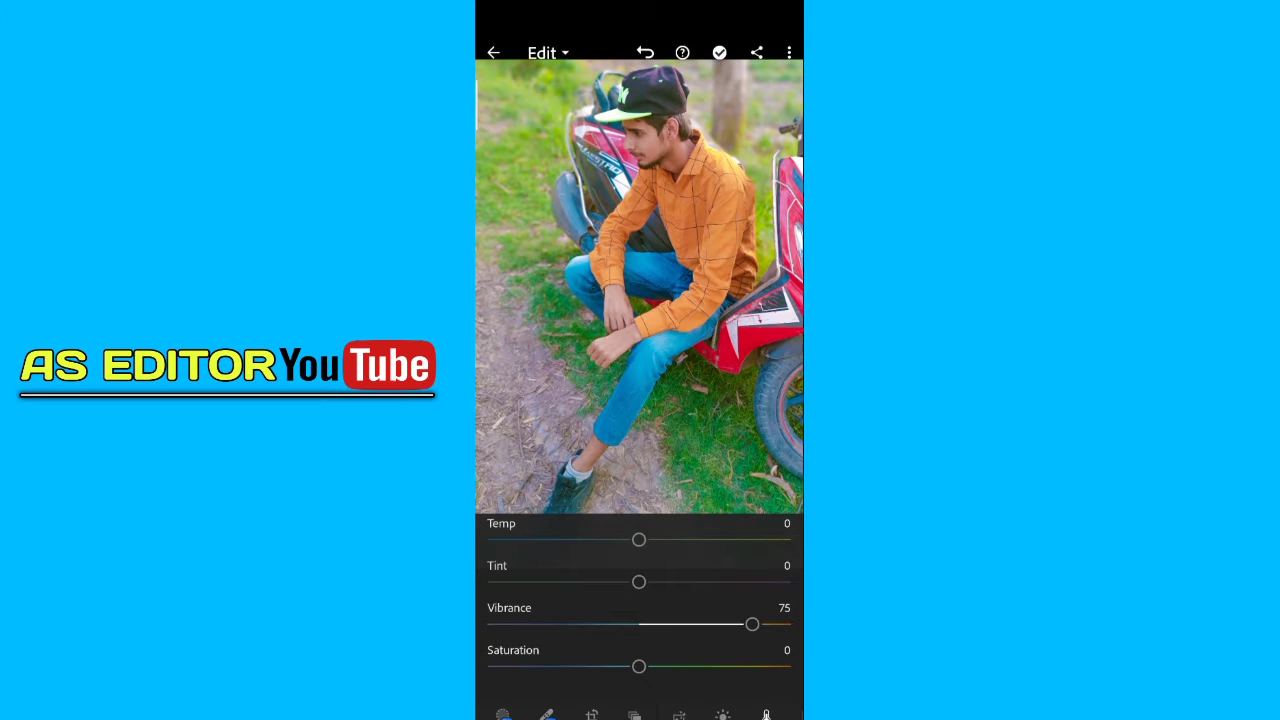 Edit
AS EDITOR YouTube
Temp 0
Tint 0
Vibrance 75
Saturation 0